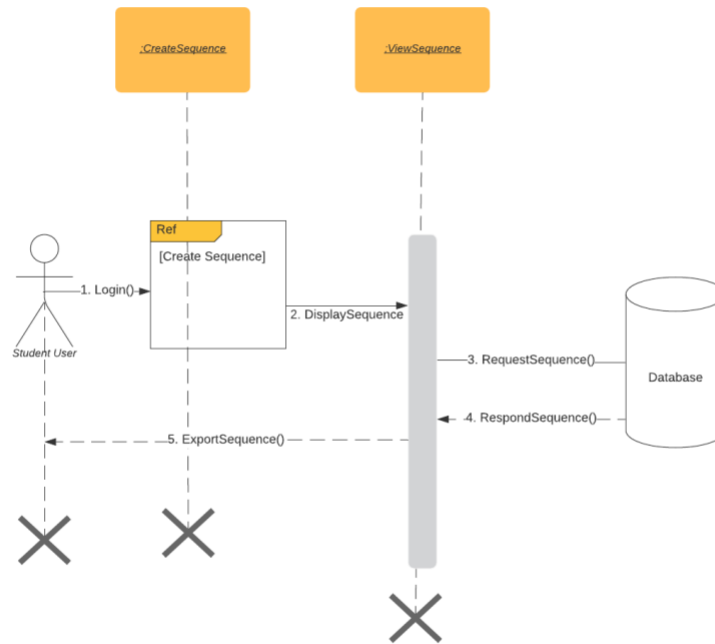 :CreateSequence
:ViewSequence
Ref
[Create Sequence]
1. Login()
2. DisplaySequence
Student User
3. RequestSequence()
Database
4. RespondSequence()
5. ExportSequence()